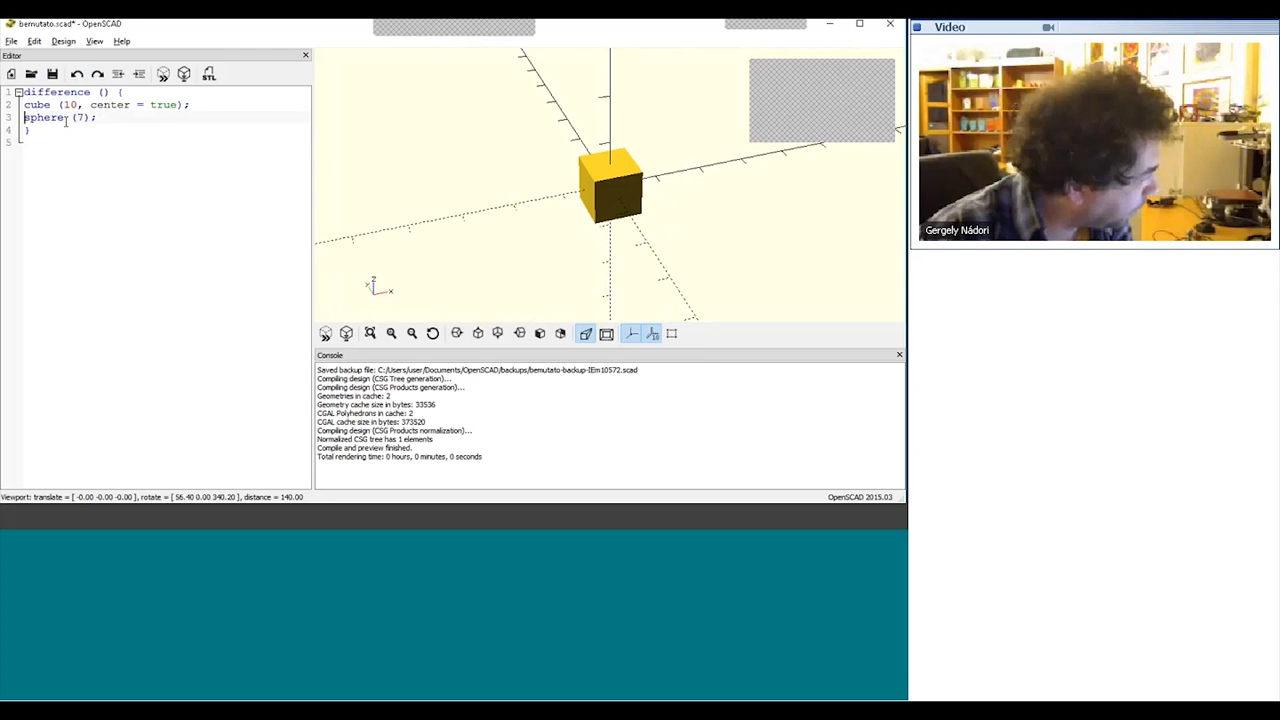 bemutato.scad* - OpenSCAD
File Edit Design View Help
Editor
STL
1 difference () {
2 cube (10, center = true);
3 sphere (7);
4 }
5
z
Y x
Console
Saved backup file: C:/Users/user/Documents/OpenSCAD/backups/bemutato-backup-IEm10572.scad
Compiling design (CSG Tree generation)...
Compiling design (CSG Products generation)...
Geometries in cache: 2
Geometry cache size in bytes: 33536
CGAL Polyhedrons in cache: 2
CGAL cache size in bytes: 373520
Compiling design (CSG Products normalization)...
Normalized CSG tree has 1 elements
Compile and preview finished.
Total rendering time: 0 hours, 0 minutes, 0 seconds
Viewport: translate = [ -0.00 -0.00 -0.00 ], rotate = [ 56.40 0.00 340.20 ], distance = 140.00
OpenSCAD 2015.03
Video
Gergely Nádori